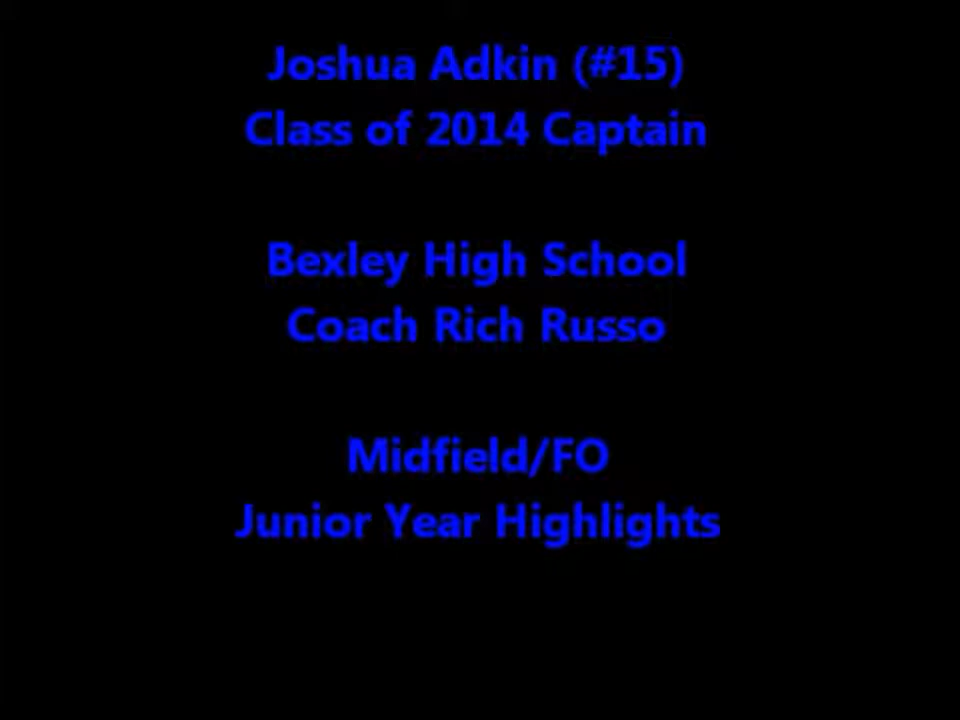 Joshua Adkin (#15)
Class of 2014 Captain
Bexley High School
Coach Rich Russo
Midfield/FO
Junior Year Highlights